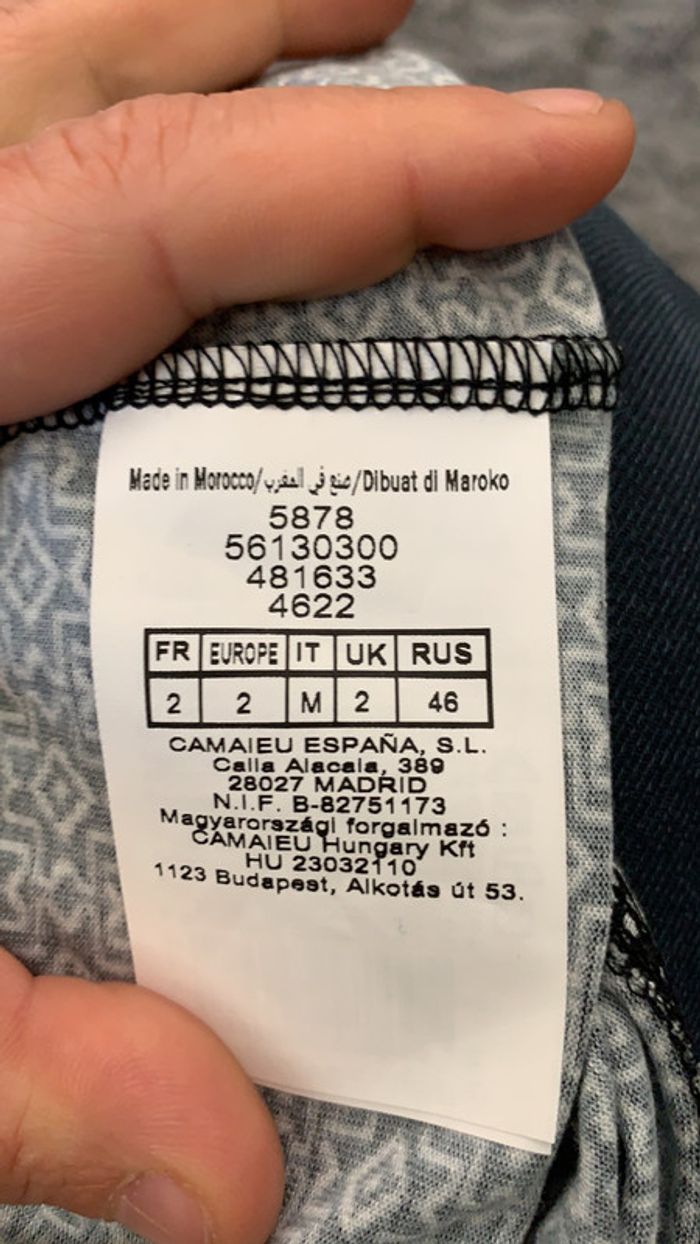 Made in Morocco/صنع في المغرب/Dibuat di Maroko
5878
56130300
481633
4622
FR EUROPE IT UK RUS
2 2 M 2 46
CAMAIEU ESPAÑA, S.L.
Calla Alacala, 389
28027 MADRID
N.I.F. B-82751173
Magyarországi forgalmazó :
CAMAIEU Hungary Kft
HU 23032110
1123 Budapest, Alkotás út 53.